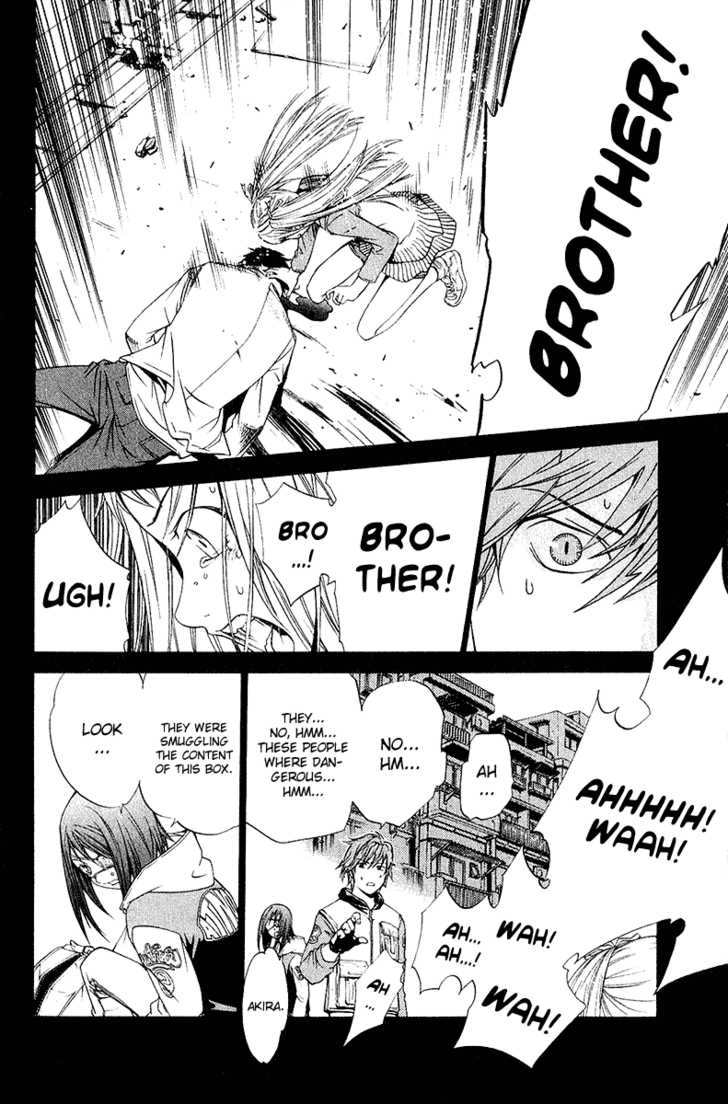 BROTHER!
BRO-
THER!
BRO
...!
UGH!
AH...
AHHHHH!
WAAH!
AH
...
NO...
HM...
THEY...
NO, HMM...
THESE PEOPLE
WHERE DAN-
GEROUS...
HMM...
WAH!
AH...
AH...!
WAH!
AH
...
AKIRA.
THEY WERE
SMUGGLING
THE CONTENT
OF THIS BOX.
LOOK
...